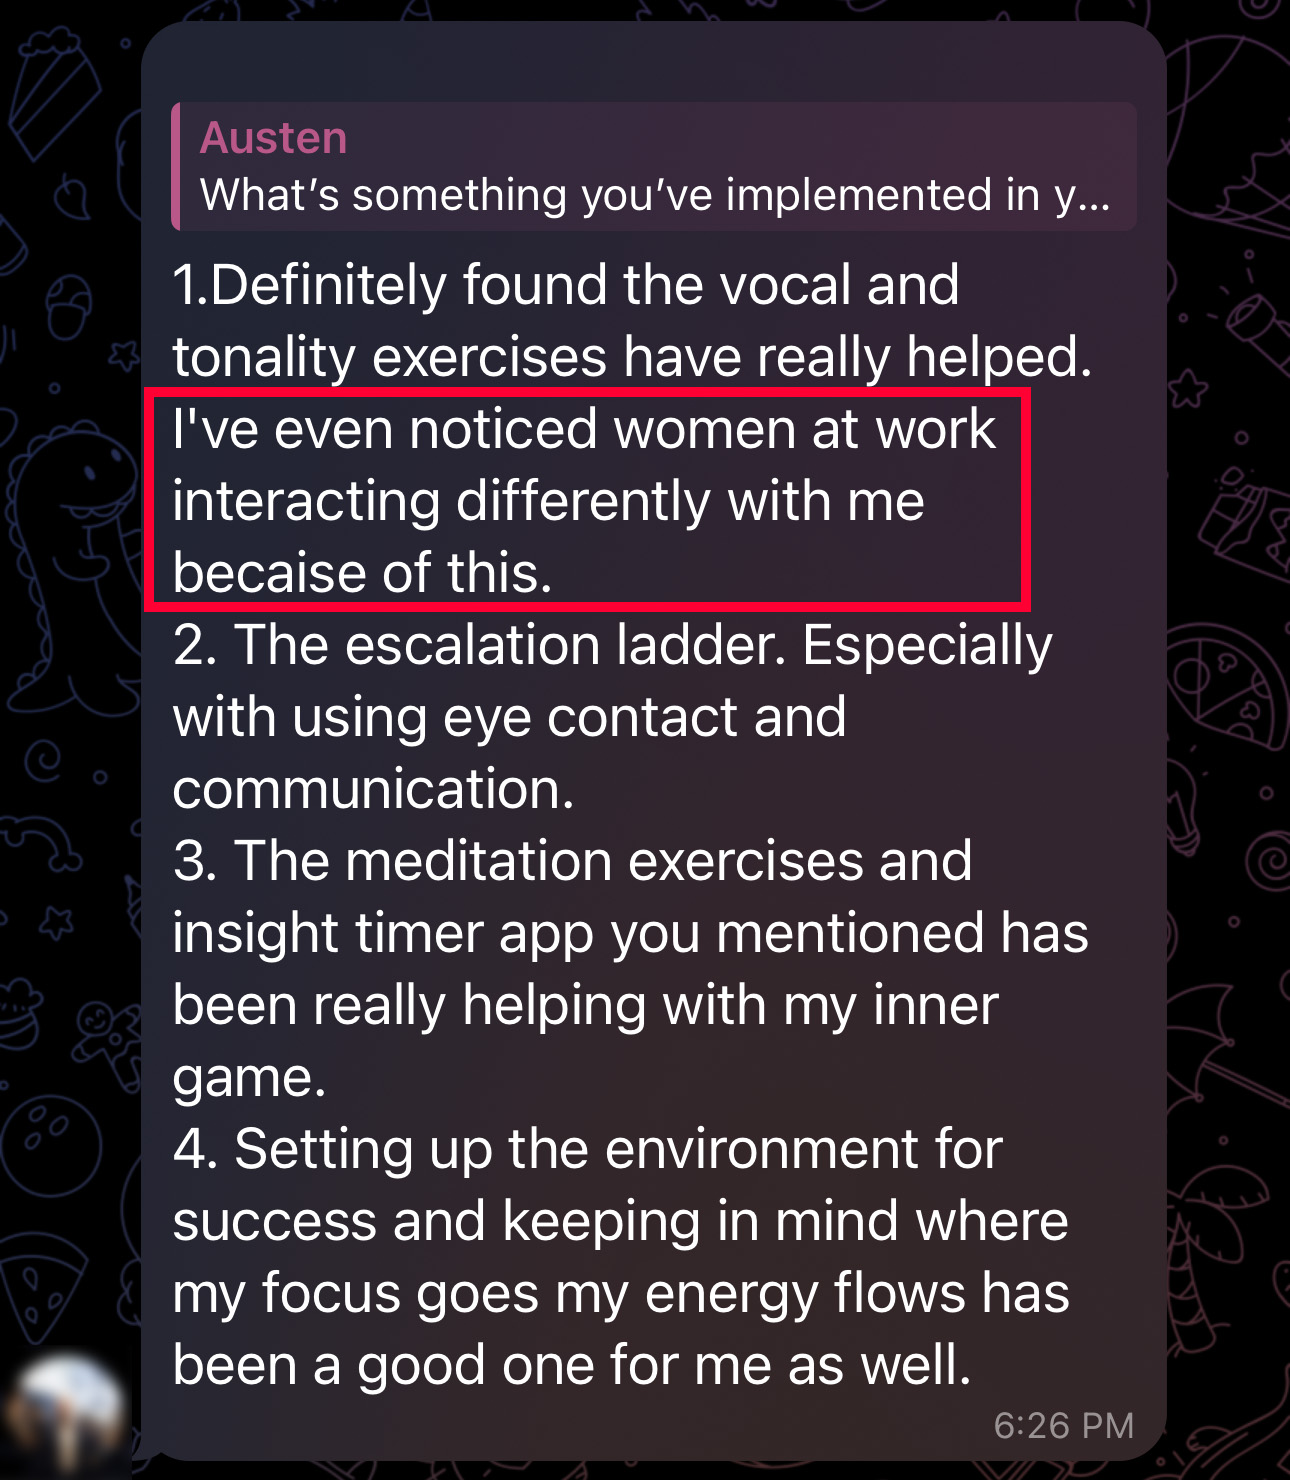 Austen
What’s something you’ve implemented in y...
1.Definitely found the vocal and
tonality exercises have really helped.
I've even noticed women at work
interacting differently with me
becaise of this.
2. The escalation ladder. Especially
with using eye contact and
communication.
3. The meditation exercises and
insight timer app you mentioned has
been really helping with my inner
game.
4. Setting up the environment for
success and keeping in mind where
my focus goes my energy flows has
been a good one for me as well.
6:26 PM